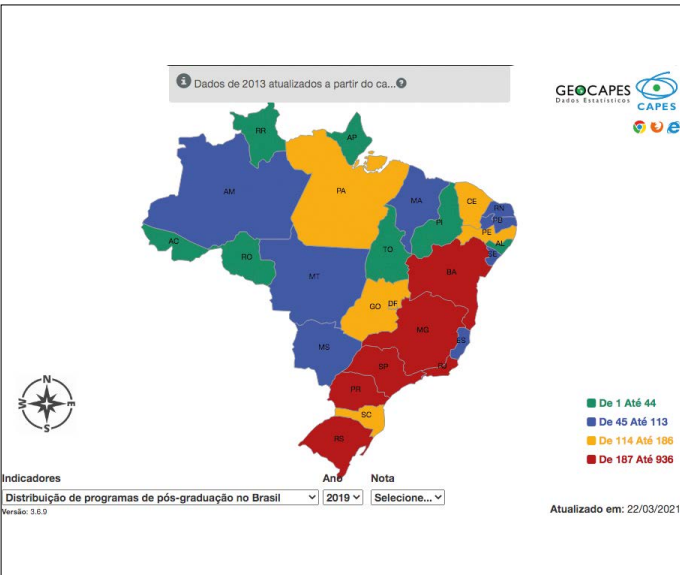 Dados de 2013 atualizados a partir do ca...
GEOCAPES
Dados Estatísticos
CAPES
RR
AP
AM
PA
MA
CE
RN
PB
PI
PE
AL
SE
AC
RO
TO
BA
MT
GO
DF
MG
ES
MS
SP
RJ
PR
SC
RS
N
E
S
W
De 1 Até 44
De 45 Até 113
De 114 Até 186
De 187 Até 936
Indicadores
Ano
Nota
Distribuição de programas de pós-graduação no Brasil
2019
Selecione...
Versão: 3.6.9
Atualizado em: 22/03/2021